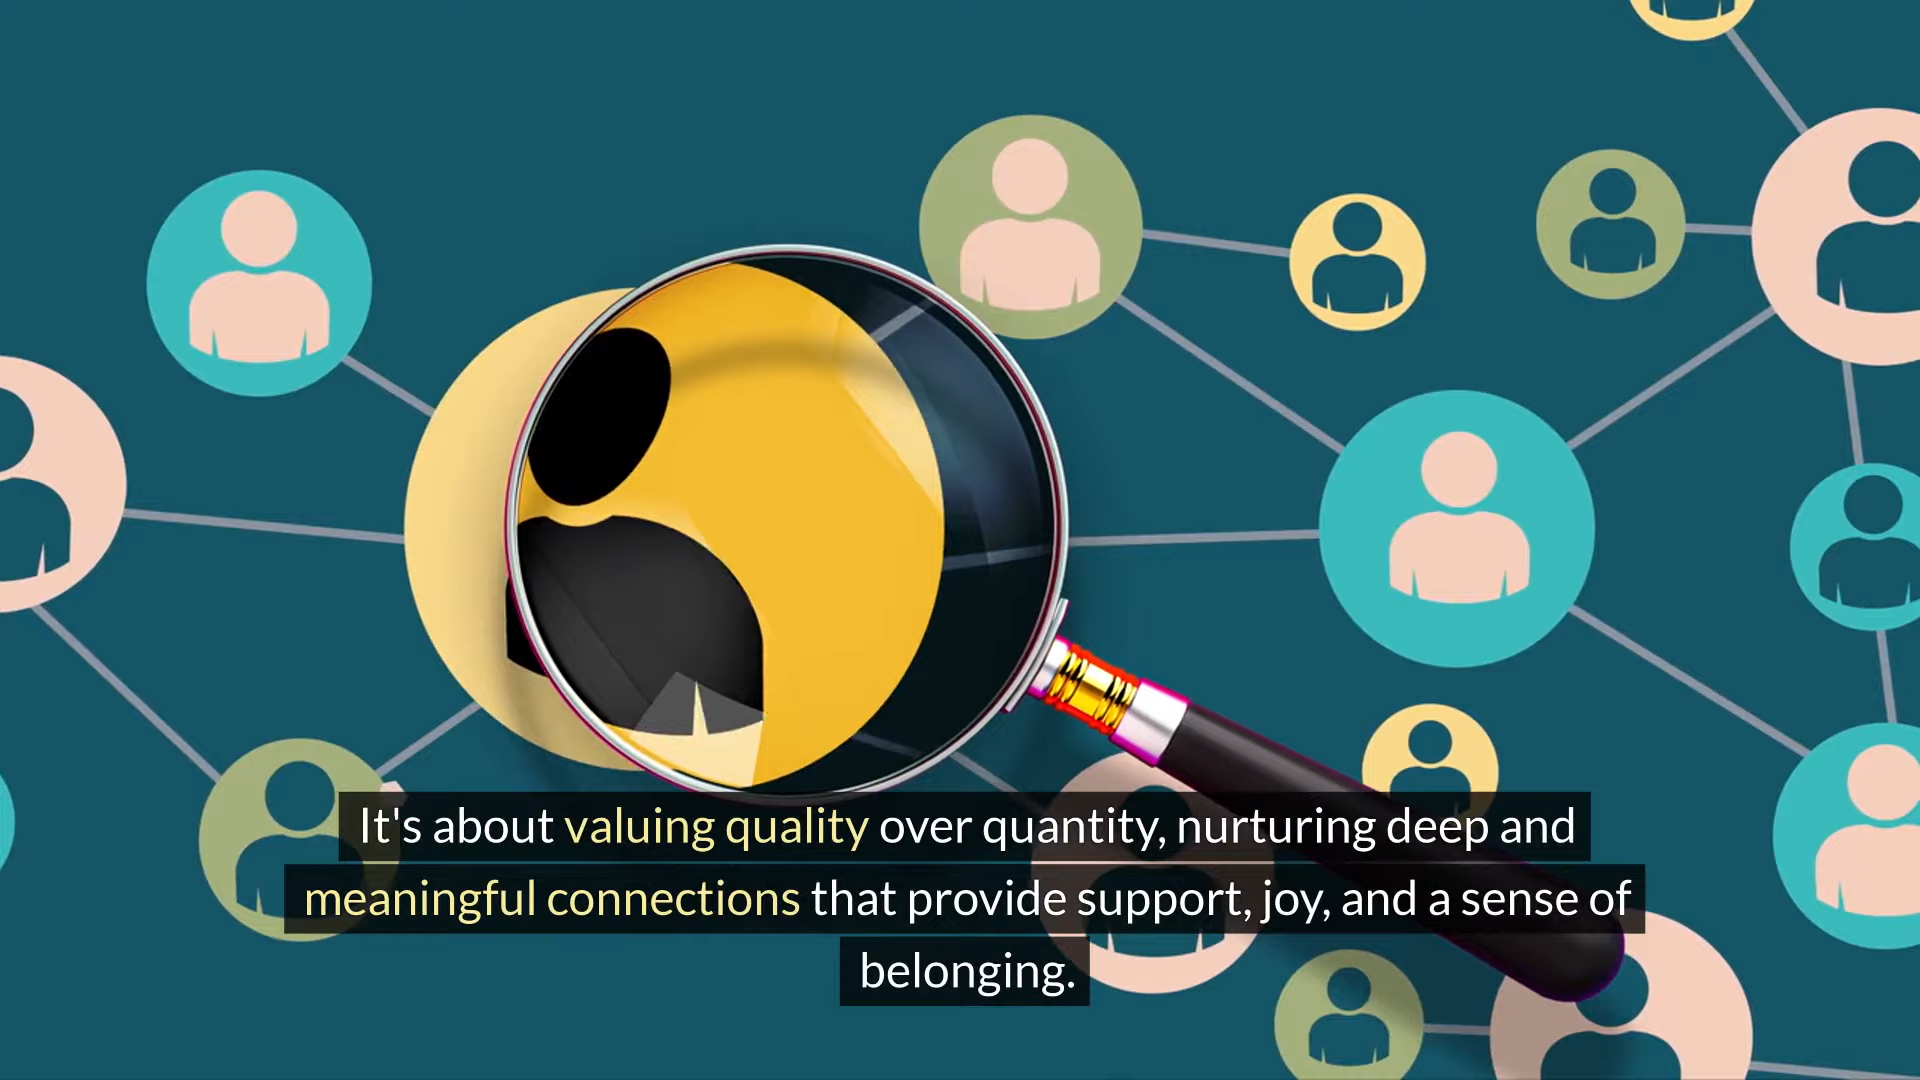 It's about valuing quality over quantity, nurturing deep and
meaningful connections that provide support, joy, and a sense of
belonging.